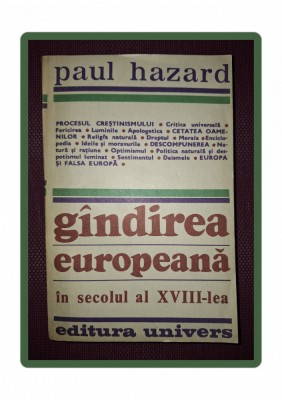 paul hazard
PROCESUL CREȘTINISMULUI • Critica universală •
Fericirea • Luminile • Apologetica • CETATEA OAME-
NILOR • Religia naturală • Dreptul • Morala • Enciclo-
pedia • Ideile și moravurile • DESCOMPUNEREA • Na-
tură și rațiune • Optimismul • Politica naturală și des-
potismul luminat • Sentimentul • Deismele • EUROPA
ȘI FALSA EUROPĂ •
gîndirea
europeană
în secolul al XVIII-lea
editura univers